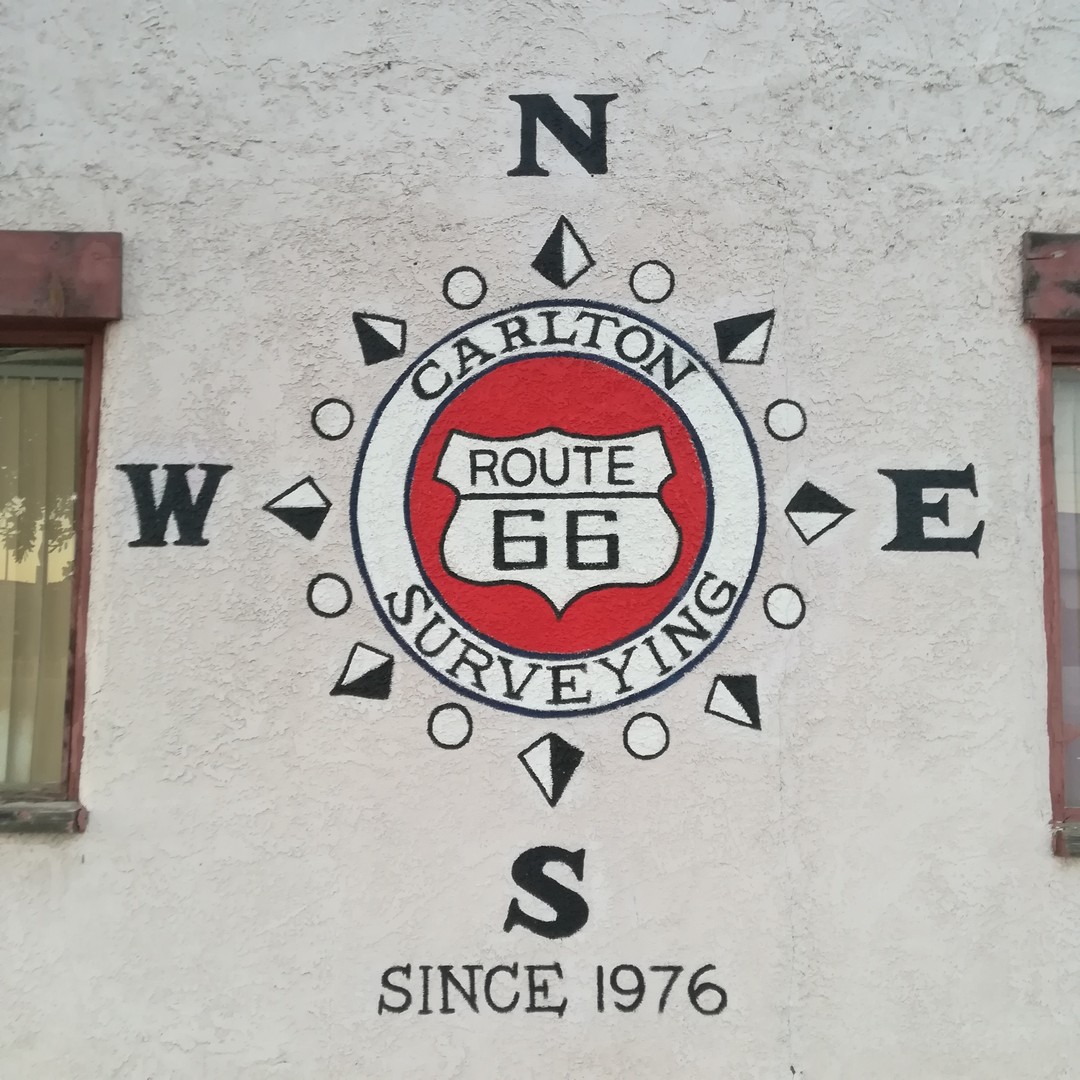 N
CARLTON
ROUTE
66
W
E
SURVEYING
S
SINCE 1976